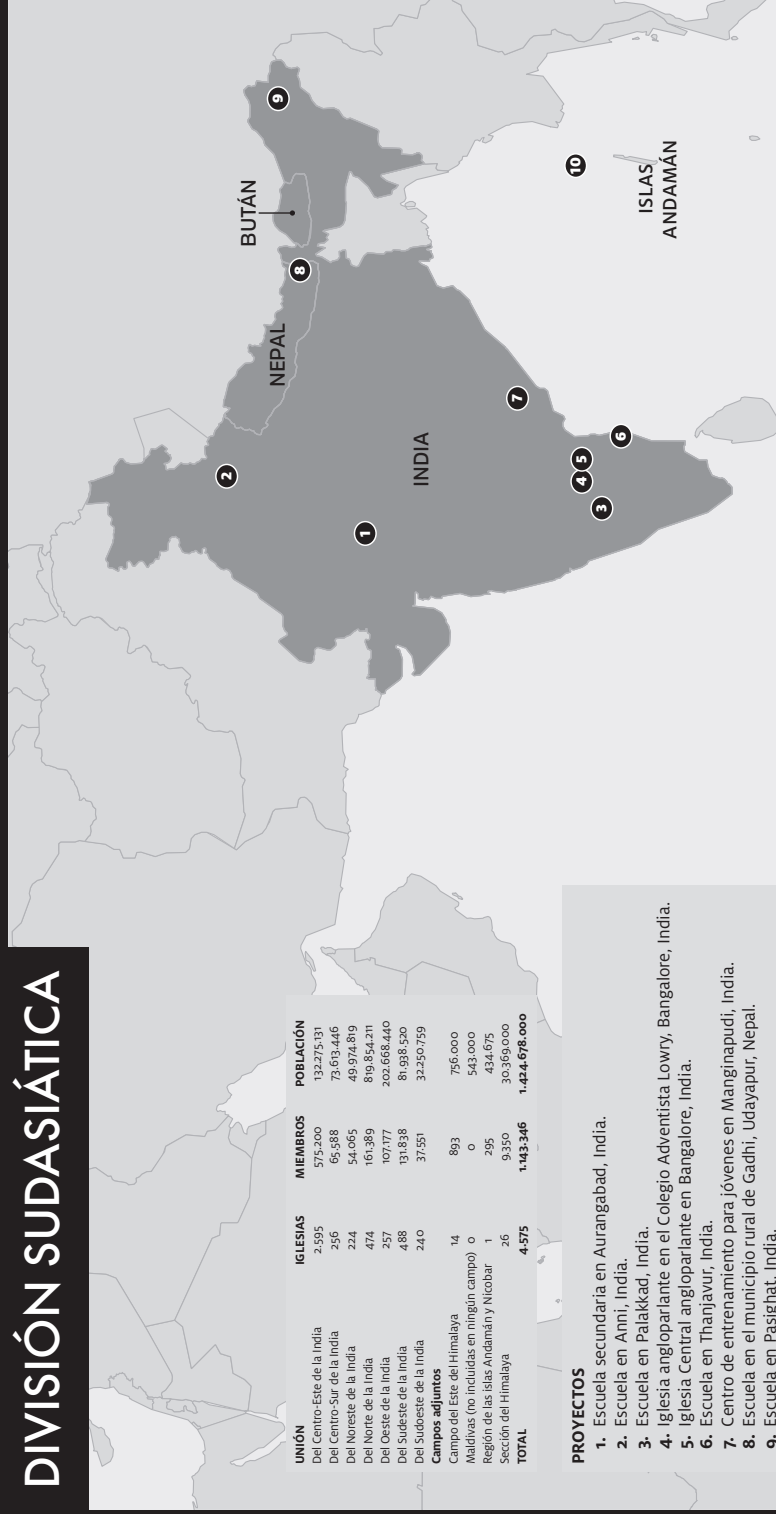 DIVISIÓN SUDASIÁTICA
UNIÓN IGLESIAS MIEMBROS POBLACIÓN
Del Centro-Este de la India 2.595 575.200 132.275.131
Del Centro-Sur de la India 256 65.588 73.613.446
Del Noreste de la India 224 54.065 49.974.819
Del Norte de la India 474 161.389 819.854.211
Del Oeste de la India 257 107.177 202.668.440
Del Sudeste de la India 488 131.838 81.938.520
Del Sudoeste de la India 240 37.551 32.250.759
Campos adjuntos
Campo del Este del Himalaya 14 893 756.000
Maldivas (no incluidas en ningún campo) 0 0 543.000
Región de las islas Andamán y Nicobar 1 295 434.675
Sección del Himalaya 26 9.350 30.369.000
TOTAL 4.575 1.143.346 1.424.678.000
PROYECTOS
1. Escuela secundaria en Aurangabad, India.
2. Escuela en Anni, India.
3. Escuela en Palakkad, India.
4. Iglesia angloparlante en el Colegio Adventista Lowry, Bangalore, India.
5. Iglesia Central angloparlante en Bangalore, India.
6. Escuela en Thanjavur, India.
7. Centro de entrenamiento para jóvenes en Manginapudi, India.
8. Escuela en el municipio rural de Gadhi, Udayapur, Nepal.
9. Escuela en Pasighat, India.
BUTÁN
NEPAL
INDIA
ISLAS
ANDAMÁN
1
2
3
4
5
6
7
8
9
10